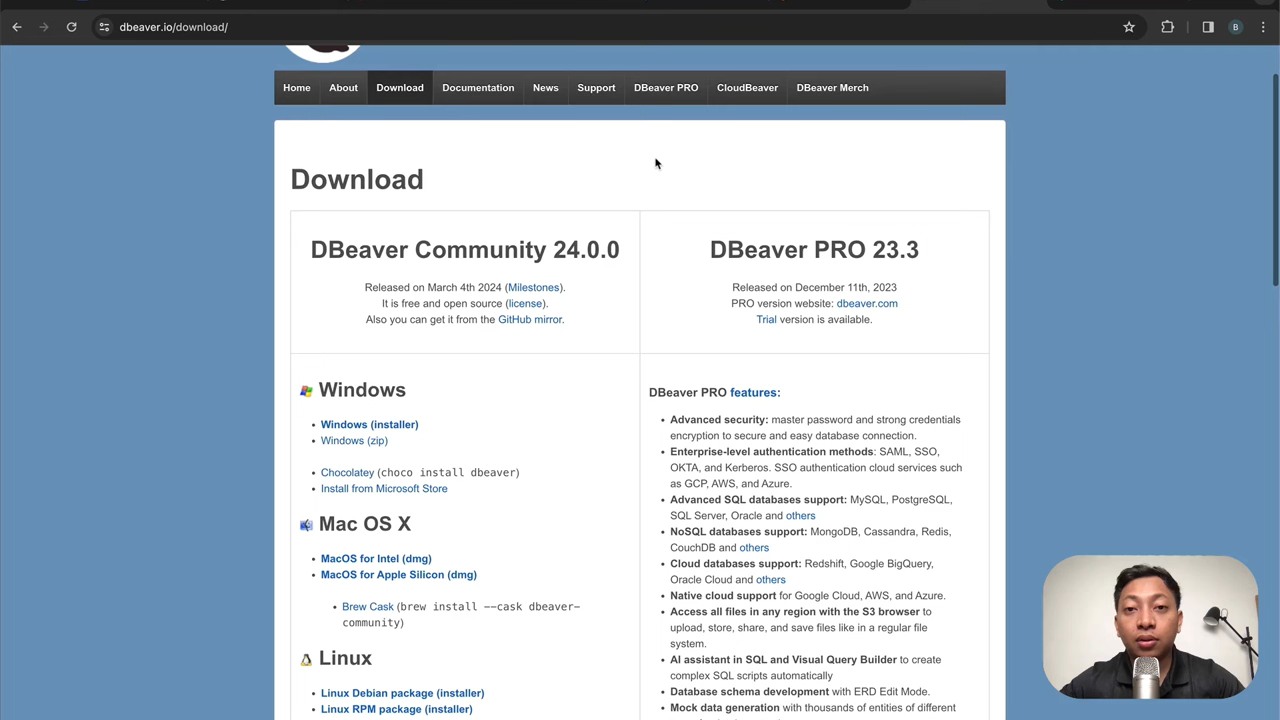 dbeaver.io/download/
B
Home
About
Download
Documentation
News
Support
DBeaver PRO
CloudBeaver
DBeaver Merch
Download
DBeaver Community 24.0.0
Released on March 4th 2024 (Milestones).
It is free and open source (license).
Also you can get it from the GitHub mirror.
DBeaver PRO 23.3
Released on December 11th, 2023
PRO version website: dbeaver.com
Trial version is available.
Windows
• Windows (installer)
• Windows (zip)
• Chocolatey (choco install dbeaver)
• Install from Microsoft Store
Mac OS X
• MacOS for Intel (dmg)
• MacOS for Apple Silicon (dmg)
• Brew Cask (brew install --cask dbeaver-
community)
Linux
• Linux Debian package (installer)
• Linux RPM package (installer)
DBeaver PRO features:
• Advanced security: master password and strong credentials
encryption to secure and easy database connection.
• Enterprise-level authentication methods: SAML, SSO,
OKTA, and Kerberos. SSO authentication cloud services such
as GCP, AWS, and Azure.
• Advanced SQL databases support: MySQL, PostgreSQL,
SQL Server, Oracle and others
• NoSQL databases support: MongoDB, Cassandra, Redis,
CouchDB and others
• Cloud databases support: Redshift, Google BigQuery,
Oracle Cloud and others
• Native cloud support for Google Cloud, AWS, and Azure.
• Access all files in any region with the S3 browser to
upload, store, share, and save files like in a regular file
system.
• AI assistant in SQL and Visual Query Builder to create
complex SQL scripts automatically
• Database schema development with ERD Edit Mode.
• Mock data generation with thousands of entities of different